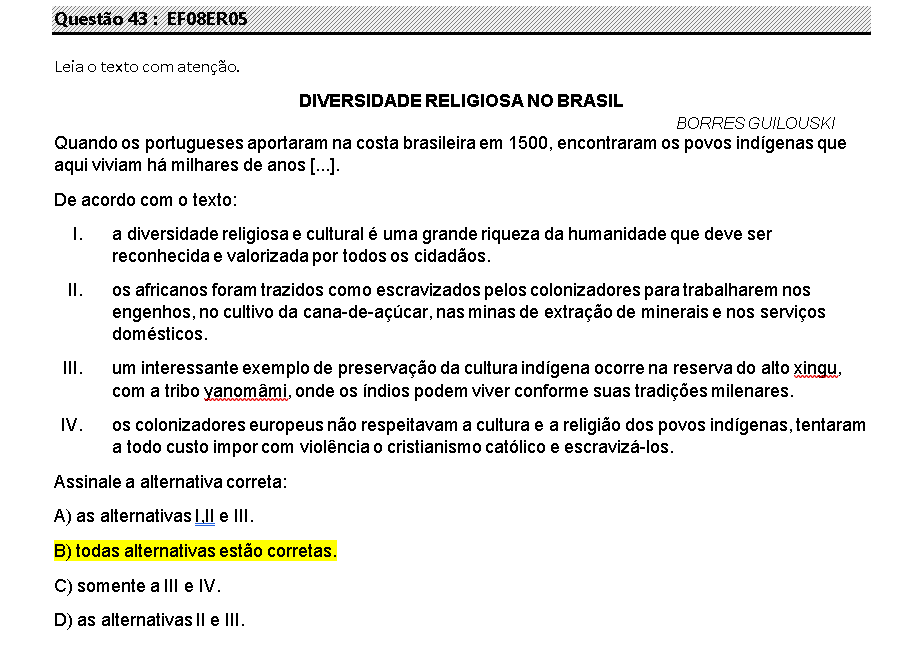 Questão 43 : EF08ER05
Leia o texto com atenção.
DIVERSIDADE RELIGIOSA NO BRASIL
BORRES GUILOUSKI
Quando os portugueses aportaram na costa brasileira em 1500, encontraram os povos indígenas que
aqui viviam há milhares de anos [...].
De acordo com o texto:
I. a diversidade religiosa e cultural é uma grande riqueza da humanidade que deve ser
reconhecida e valorizada por todos os cidadãos.
II. os africanos foram trazidos como escravizados pelos colonizadores para trabalharem nos
engenhos, no cultivo da cana-de-açúcar, nas minas de extração de minerais e nos serviços
domésticos.
III. um interessante exemplo de preservação da cultura indígena ocorre na reserva do alto xingu,
com a tribo yanomâmi, onde os índios podem viver conforme suas tradições milenares.
IV. os colonizadores europeus não respeitavam a cultura e a religião dos povos indígenas, tentaram
a todo custo impor com violência o cristianismo católico e escravizá-los.
Assinale a alternativa correta:
A) as alternativas I,II e III.
B) todas alternativas estão corretas.
C) somente a III e IV.
D) as alternativas II e III.